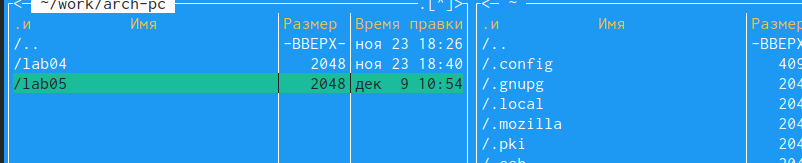 <— ~/work/arch-pc .[^]> <— ~
.и Имя Размер Время правки .и Имя Размер
/.. -ВВЕРХ- ноя 23 18:26 /.. -ВВЕРХ
/lab04 2048 ноя 23 18:40 /.config 409
/lab05 2048 дек 9 10:54 /.gnupg 204
/.local 204
/.mozilla 204
/.pki 204